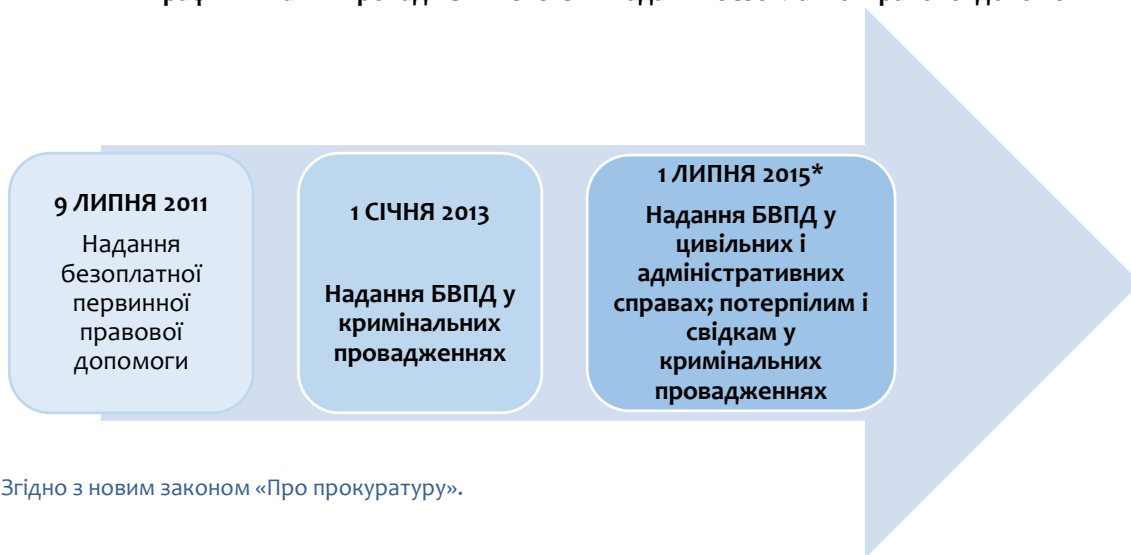 9 ЛИПНЯ 2011
Надання
безоплатної
первинної
правової
допомоги
1 СІЧНЯ 2013
Надання БВПД у
кримінальних
провадженнях
1 ЛИПНЯ 2015*
Надання БВПД у
цивільних і
адміністративних
справах; потерпілим і
свідкам у
кримінальних
провадженнях
Згідно з новим законом «Про прокуратуру».